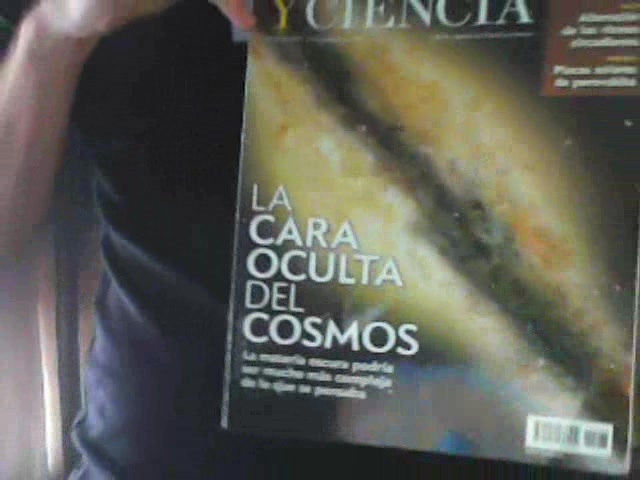 Y CIENCIA
LA
CARA
OCULTA
DEL
COSMOS
La materia oscura podría
ser mucho más compleja
de lo que se pensaba